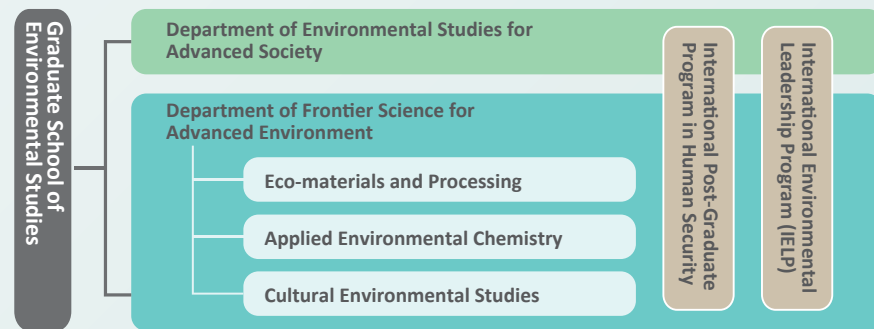 Graduate School of
Environmental Studies
Department of Environmental Studies for
Advanced Society
Department of Frontier Science for
Advanced Environment
Eco-materials and Processing
Applied Environmental Chemistry
Cultural Environmental Studies
International Post-Graduate
Program in Human Security
International Environmental
Leadership Program (IELP)